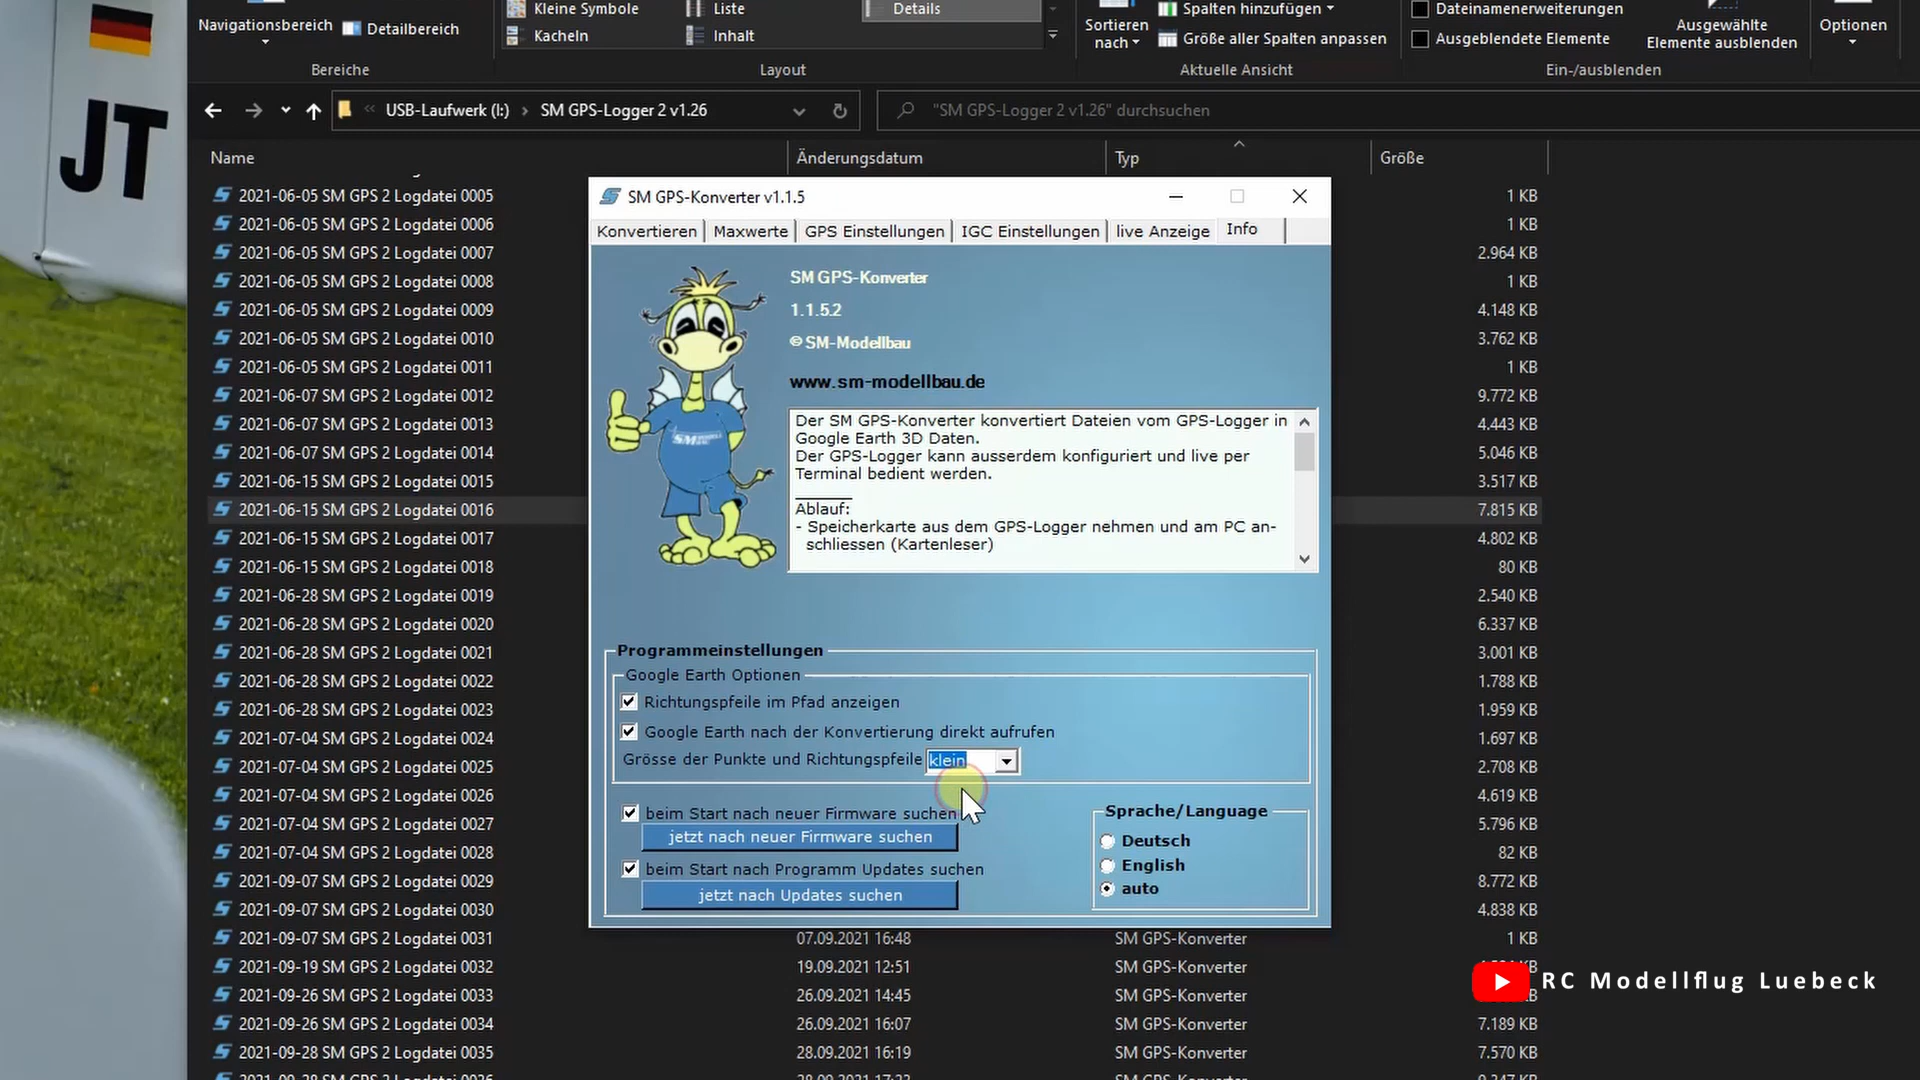 JT
Navigationsbereich
Detailbereich
Kleine Symbole
Kacheln
Liste
Inhalt
Details
Sortieren
nach
Spalten hinzufügen
Größe aller Spalten anpassen
Dateinamenerweiterungen
Ausgeblendete Elemente
Ausgewählte
Elemente ausblenden
Optionen
Bereiche
Layout
Aktuelle Ansicht
Ein-/ausblenden
« USB-Laufwerk (I:) > SM GPS-Logger 2 v1.26
"SM GPS-Logger 2 v1.26" durchsuchen
Name Änderungsdatum Typ Größe
2021-06-05 SM GPS 2 Logdatei 0005 1 KB
2021-06-05 SM GPS 2 Logdatei 0006 1 KB
2021-06-05 SM GPS 2 Logdatei 0007 2.964 KB
2021-06-05 SM GPS 2 Logdatei 0008 1 KB
2021-06-05 SM GPS 2 Logdatei 0009 4.148 KB
2021-06-05 SM GPS 2 Logdatei 0010 3.762 KB
2021-06-05 SM GPS 2 Logdatei 0011 1 KB
2021-06-07 SM GPS 2 Logdatei 0012 9.772 KB
2021-06-07 SM GPS 2 Logdatei 0013 4.443 KB
2021-06-07 SM GPS 2 Logdatei 0014 5.046 KB
2021-06-15 SM GPS 2 Logdatei 0015 3.517 KB
2021-06-15 SM GPS 2 Logdatei 0016 7.815 KB
2021-06-15 SM GPS 2 Logdatei 0017 4.802 KB
2021-06-15 SM GPS 2 Logdatei 0018 80 KB
2021-06-28 SM GPS 2 Logdatei 0019 2.540 KB
2021-06-28 SM GPS 2 Logdatei 0020 6.337 KB
2021-06-28 SM GPS 2 Logdatei 0021 3.001 KB
2021-06-28 SM GPS 2 Logdatei 0022 1.788 KB
2021-06-28 SM GPS 2 Logdatei 0023 1.959 KB
2021-07-04 SM GPS 2 Logdatei 0024 1.697 KB
2021-07-04 SM GPS 2 Logdatei 0025 2.708 KB
2021-07-04 SM GPS 2 Logdatei 0026 4.619 KB
2021-07-04 SM GPS 2 Logdatei 0027 5.796 KB
2021-07-04 SM GPS 2 Logdatei 0028 82 KB
2021-09-07 SM GPS 2 Logdatei 0029 8.772 KB
2021-09-07 SM GPS 2 Logdatei 0030 4.838 KB
2021-09-07 SM GPS 2 Logdatei 0031 07.09.2021 16:48 SM GPS-Konverter 1 KB
2021-09-19 SM GPS 2 Logdatei 0032 19.09.2021 12:51 SM GPS-Konverter
2021-09-26 SM GPS 2 Logdatei 0033 26.09.2021 14:45 SM GPS-Konverter
2021-09-26 SM GPS 2 Logdatei 0034 26.09.2021 16:07 SM GPS-Konverter 7.189 KB
2021-09-28 SM GPS 2 Logdatei 0035 28.09.2021 16:19 SM GPS-Konverter 7.570 KB
SM GPS-Konverter v1.1.5
Konvertieren Maxwerte GPS Einstellungen IGC Einstellungen live Anzeige Info
SM GPS-Konverter
1.1.5.2
© SM-Modellbau
www.sm-modellbau.de
Der SM GPS-Konverter konvertiert Dateien vom GPS-Logger in
Google Earth 3D Daten.
Der GPS-Logger kann ausserdem konfiguriert und live per
Terminal bedient werden.
Ablauf:
- Speicherkarte aus dem GPS-Logger nehmen und am PC an-
schliessen (Kartenleser)
Programmeinstellungen
Google Earth Optionen
Richtungspfeile im Pfad anzeigen
Google Earth nach der Konvertierung direkt aufrufen
Grösse der Punkte und Richtungspfeile klein
beim Start nach neuer Firmware suchen
jetzt nach neuer Firmware suchen
beim Start nach Programm Updates suchen
jetzt nach Updates suchen
Sprache/Language
Deutsch
English
auto
RC Modellflug Luebeck